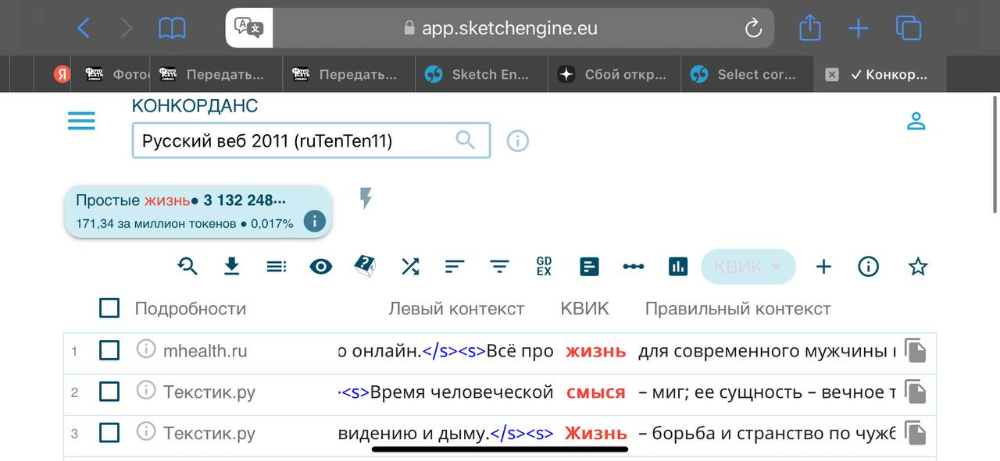 app.sketchengine.eu
Я
Фотос
Передать...
Передать...
Sketch En...
Сбой откр...
Select cor...
✓ Конкор...
КОНКОРДАНС
Русский веб 2011 (ruTenTen11)
Простые жизнь● 3 132 248···
171,34 за миллион токенов ● 0,017%
GD
EX
КВИК
Подробности Левый контекст КВИК Правильный контекст
1 mhealth.ru о онлайн.</s><s>Всё про жизнь для современного мужчины
2 Текстик.ру <s>Время человеческой смыся – миг; ее сущность – вечное т
3 Текстик.ру видению и дыму.</s><s> Жизнь – борьба и странство по чужб